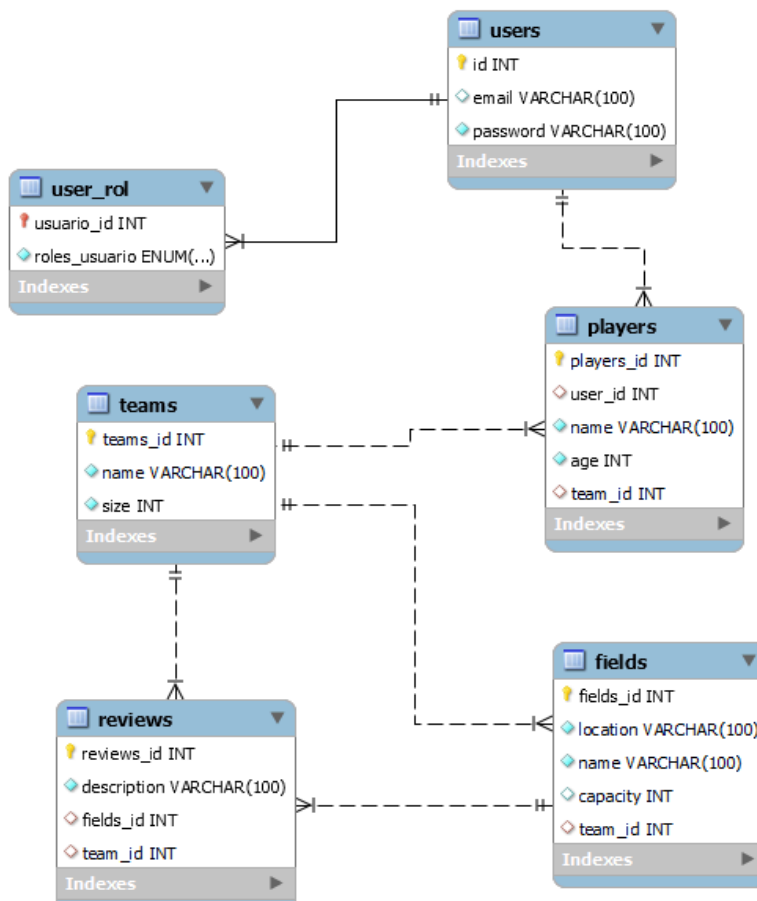 users
id INT
email VARCHAR(100)
password VARCHAR(100)
Indexes
user_rol
usuario_id INT
roles_usuario ENUM(...)
Indexes
players
players_id INT
user_id INT
name VARCHAR(100)
age INT
team_id INT
Indexes
teams
teams_id INT
name VARCHAR(100)
size INT
Indexes
fields
fields_id INT
location VARCHAR(100)
name VARCHAR(100)
capacity INT
team_id INT
Indexes
reviews
reviews_id INT
description VARCHAR(100)
fields_id INT
team_id INT
Indexes